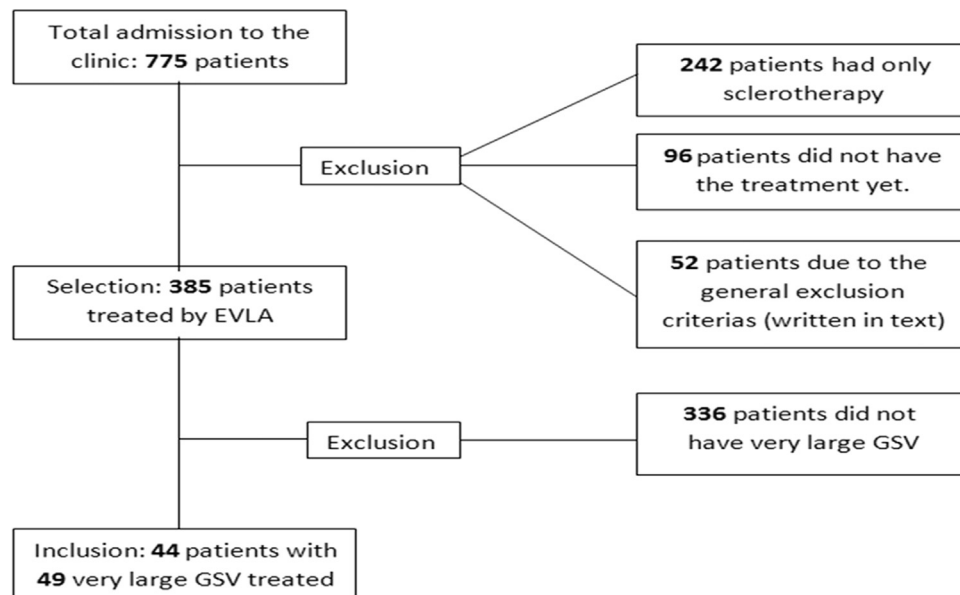 Total admission to the
clinic: 775 patients
242 patients had only
sclerotherapy
Exclusion
96 patients did not have
the treatment yet.
52 patients due to the
general exclusion
criterias (written in text)
Selection: 385 patients
treated by EVLA
Exclusion
336 patients did not
have very large GSV
Inclusion: 44 patients with
49 very large GSV treated